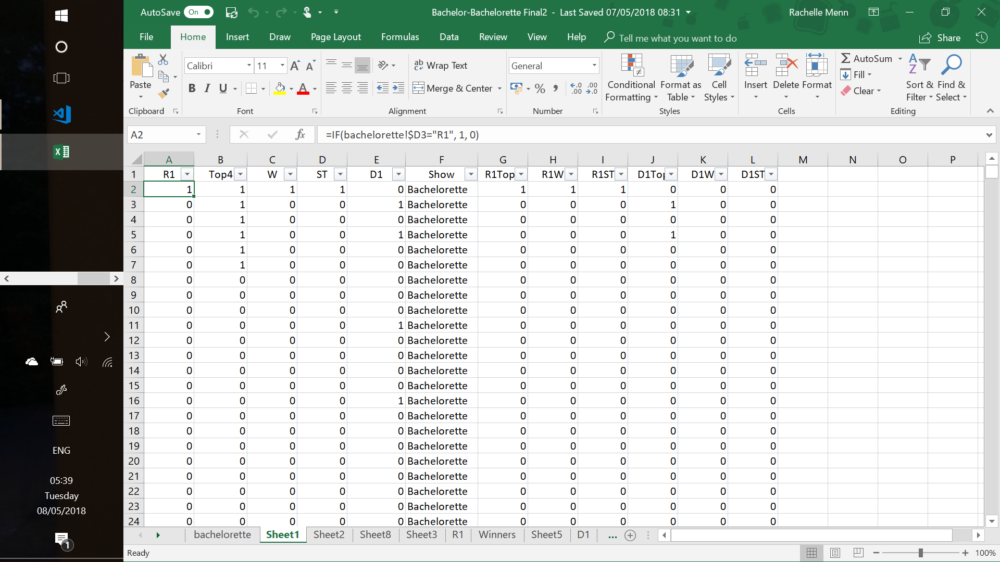 AutoSave On
Bachelor-Bachelorette Final2 - Last Saved 07/05/2018 08:31
Rachelle Menn
File Home Insert Draw Page Layout Formulas Data Review View Help Tell me what you want to do
Share
Paste
Calibri 11
B I U A
ab Wrap Text
Merge & Center
General
Conditional Formatting
Format as Table
Cell Styles
Insert Delete Format
AutoSum
Fill
Clear
Sort & Filter
Find & Select
Clipboard Font Alignment Number Styles Cells Editing
A2 fx =IF(bachelorette!$D3="R1", 1, 0)
A B C D E F G H I J K L M N O P
1 R1 Top4 W ST D1 Show R1Top R1W R1ST D1Top D1W D1ST
2 1 1 1 1 0 Bachelorette 1 1 1 0 0 0
3 0 1 0 0 1 Bachelorette 0 0 0 1 0 0
4 0 1 0 0 0 Bachelorette 0 0 0 0 0 0
5 0 1 0 0 1 Bachelorette 0 0 0 1 0 0
6 0 1 0 0 0 Bachelorette 0 0 0 0 0 0
7 0 1 0 0 0 Bachelorette 0 0 0 0 0 0
8 0 0 0 0 0 Bachelorette 0 0 0 0 0 0
9 0 0 0 0 0 Bachelorette 0 0 0 0 0 0
10 0 0 0 0 0 Bachelorette 0 0 0 0 0 0
11 0 0 0 0 1 Bachelorette 0 0 0 0 0 0
12 0 0 0 0 0 Bachelorette 0 0 0 0 0 0
13 0 0 0 0 0 Bachelorette 0 0 0 0 0 0
14 0 0 0 0 0 Bachelorette 0 0 0 0 0 0
15 0 0 0 0 0 Bachelorette 0 0 0 0 0 0
16 0 0 0 0 1 Bachelorette 0 0 0 0 0 0
17 0 0 0 0 0 Bachelorette 0 0 0 0 0 0
18 0 0 0 0 0 Bachelorette 0 0 0 0 0 0
19 0 0 0 0 0 Bachelorette 0 0 0 0 0 0
20 0 0 0 0 0 Bachelorette 0 0 0 0 0 0
21 0 0 0 0 0 Bachelorette 0 0 0 0 0 0
22 0 0 0 0 0 Bachelorette 0 0 0 0 0 0
23 0 0 0 0 0 Bachelorette 0 0 0 0 0 0
24 0 0 0 0 0 Bachelorette 0 0 0 0 0 0
bachelorette Sheet1 Sheet2 Sheet8 Sheet3 R1 Winners Sheet5 D1 ...
Ready
100%
ENG
05:39
Tuesday
08/05/2018
1